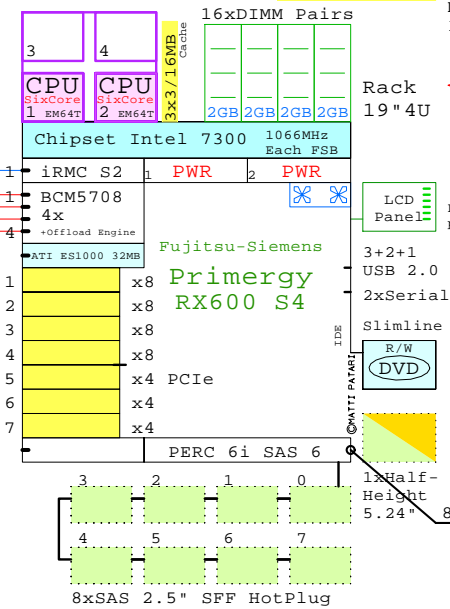 16xDIMM Pairs
3 4
3x3/16MB
Cache
CPU CPU
SixCore SixCore
1 EM64T 2 EM64T
2GB 2GB 2GB 2GB
Rack
19"4U
Chipset Intel 7300 1066MHz
Each FSB
1 iRMC S2 1 PWR 2 PWR
1 BCM5708
4x
4 +Offload Engine
LCD
Panel
ATI ES1000 32MB
Fujitsu-Siemens
Primergy
RX600 S4
3+2+1
USB 2.0
2xSerial
1 x8
2 x8
3 x8
4 x8
5 x4 PCIe
6 x4
7 x4
IDE
Slimline
R/W
DVD
©MATTI PATARI
PERC 6i SAS 6
1xHalf-
Height
5.24"
8
3 2 1 0
4 5 6 7
8xSAS 2.5" SFF HotPlug